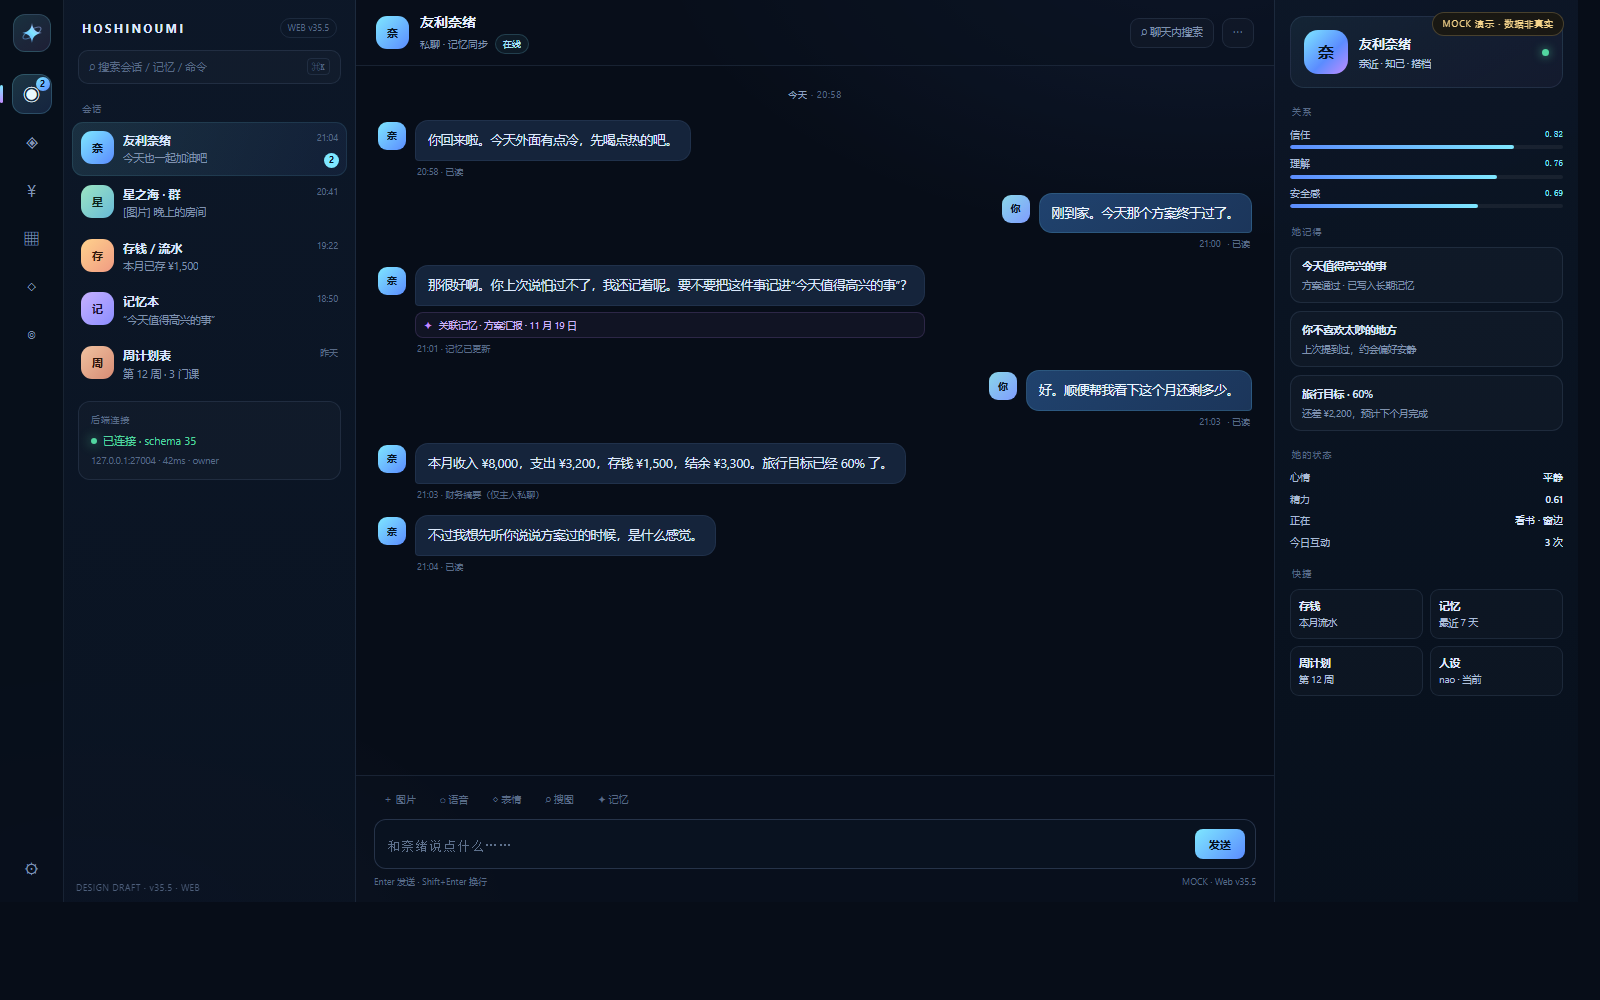 2
HOSHINOUMI
WEB v35.5
搜索会话 / 记忆 / 命令
⌘K
会话
奈
友利奈绪
21:04
今天也一起加油吧
2
星
星之海 · 群
20:41
[图片] 晚上的房间
存
存钱 / 流水
19:22
本月已存 ¥1,500
记
记忆本
18:50
“今天值得高兴的事”
周
周计划表
昨天
第 12 周 · 3 门课
后端连接
已连接 · schema 35
127.0.0.1:27004 · 42ms · owner
DESIGN DRAFT · v35.5 · WEB
奈
友利奈绪
私聊 · 记忆同步
在线
聊天内搜索
···
今天 · 20:58
奈
你回来啦。今天外面有点冷，先喝点热的吧。
20:58 · 已读
你
刚到家。今天那个方案终于过了。
21:00 · 已读
奈
那很好啊。你上次说怕过不了，我还记着呢。要不要把这件事记进“今天值得高兴的事”？
✦ 关联记忆 · 方案汇报 · 11 月 19 日
21:01 · 记忆已更新
你
好。顺便帮我看下这个月还剩多少。
21:03 · 已读
奈
本月收入 ¥8,000，支出 ¥3,200，存钱 ¥1,500，结余 ¥3,300。旅行目标已经 60% 了。
21:03 · 财务摘要（仅主人私聊）
奈
不过我想先听你说说方案过的时候，是什么感觉。
21:04 · 已读
+ 图片
○ 语音
◇ 表情
⌕ 搜图
✦ 记忆
和奈绪说点什么……
发送
Enter 发送 · Shift+Enter 换行
MOCK · Web v35.5
MOCK 演示 · 数据非真实
奈
友利奈绪
亲近 · 知己 · 搭档
关系
信任
0.82
理解
0.76
安全感
0.69
她记得
今天值得高兴的事
方案通过 · 已写入长期记忆
你不喜欢太吵的地方
上次提到过，约会偏好安静
旅行目标 · 60%
还差 ¥2,200，预计下个月完成
她的状态
心情
平静
精力
0.61
正在
看书 · 窗边
今日互动
3 次
快捷
存钱
本月流水
记忆
最近 7 天
周计划
第 12 周
人设
nao · 当前